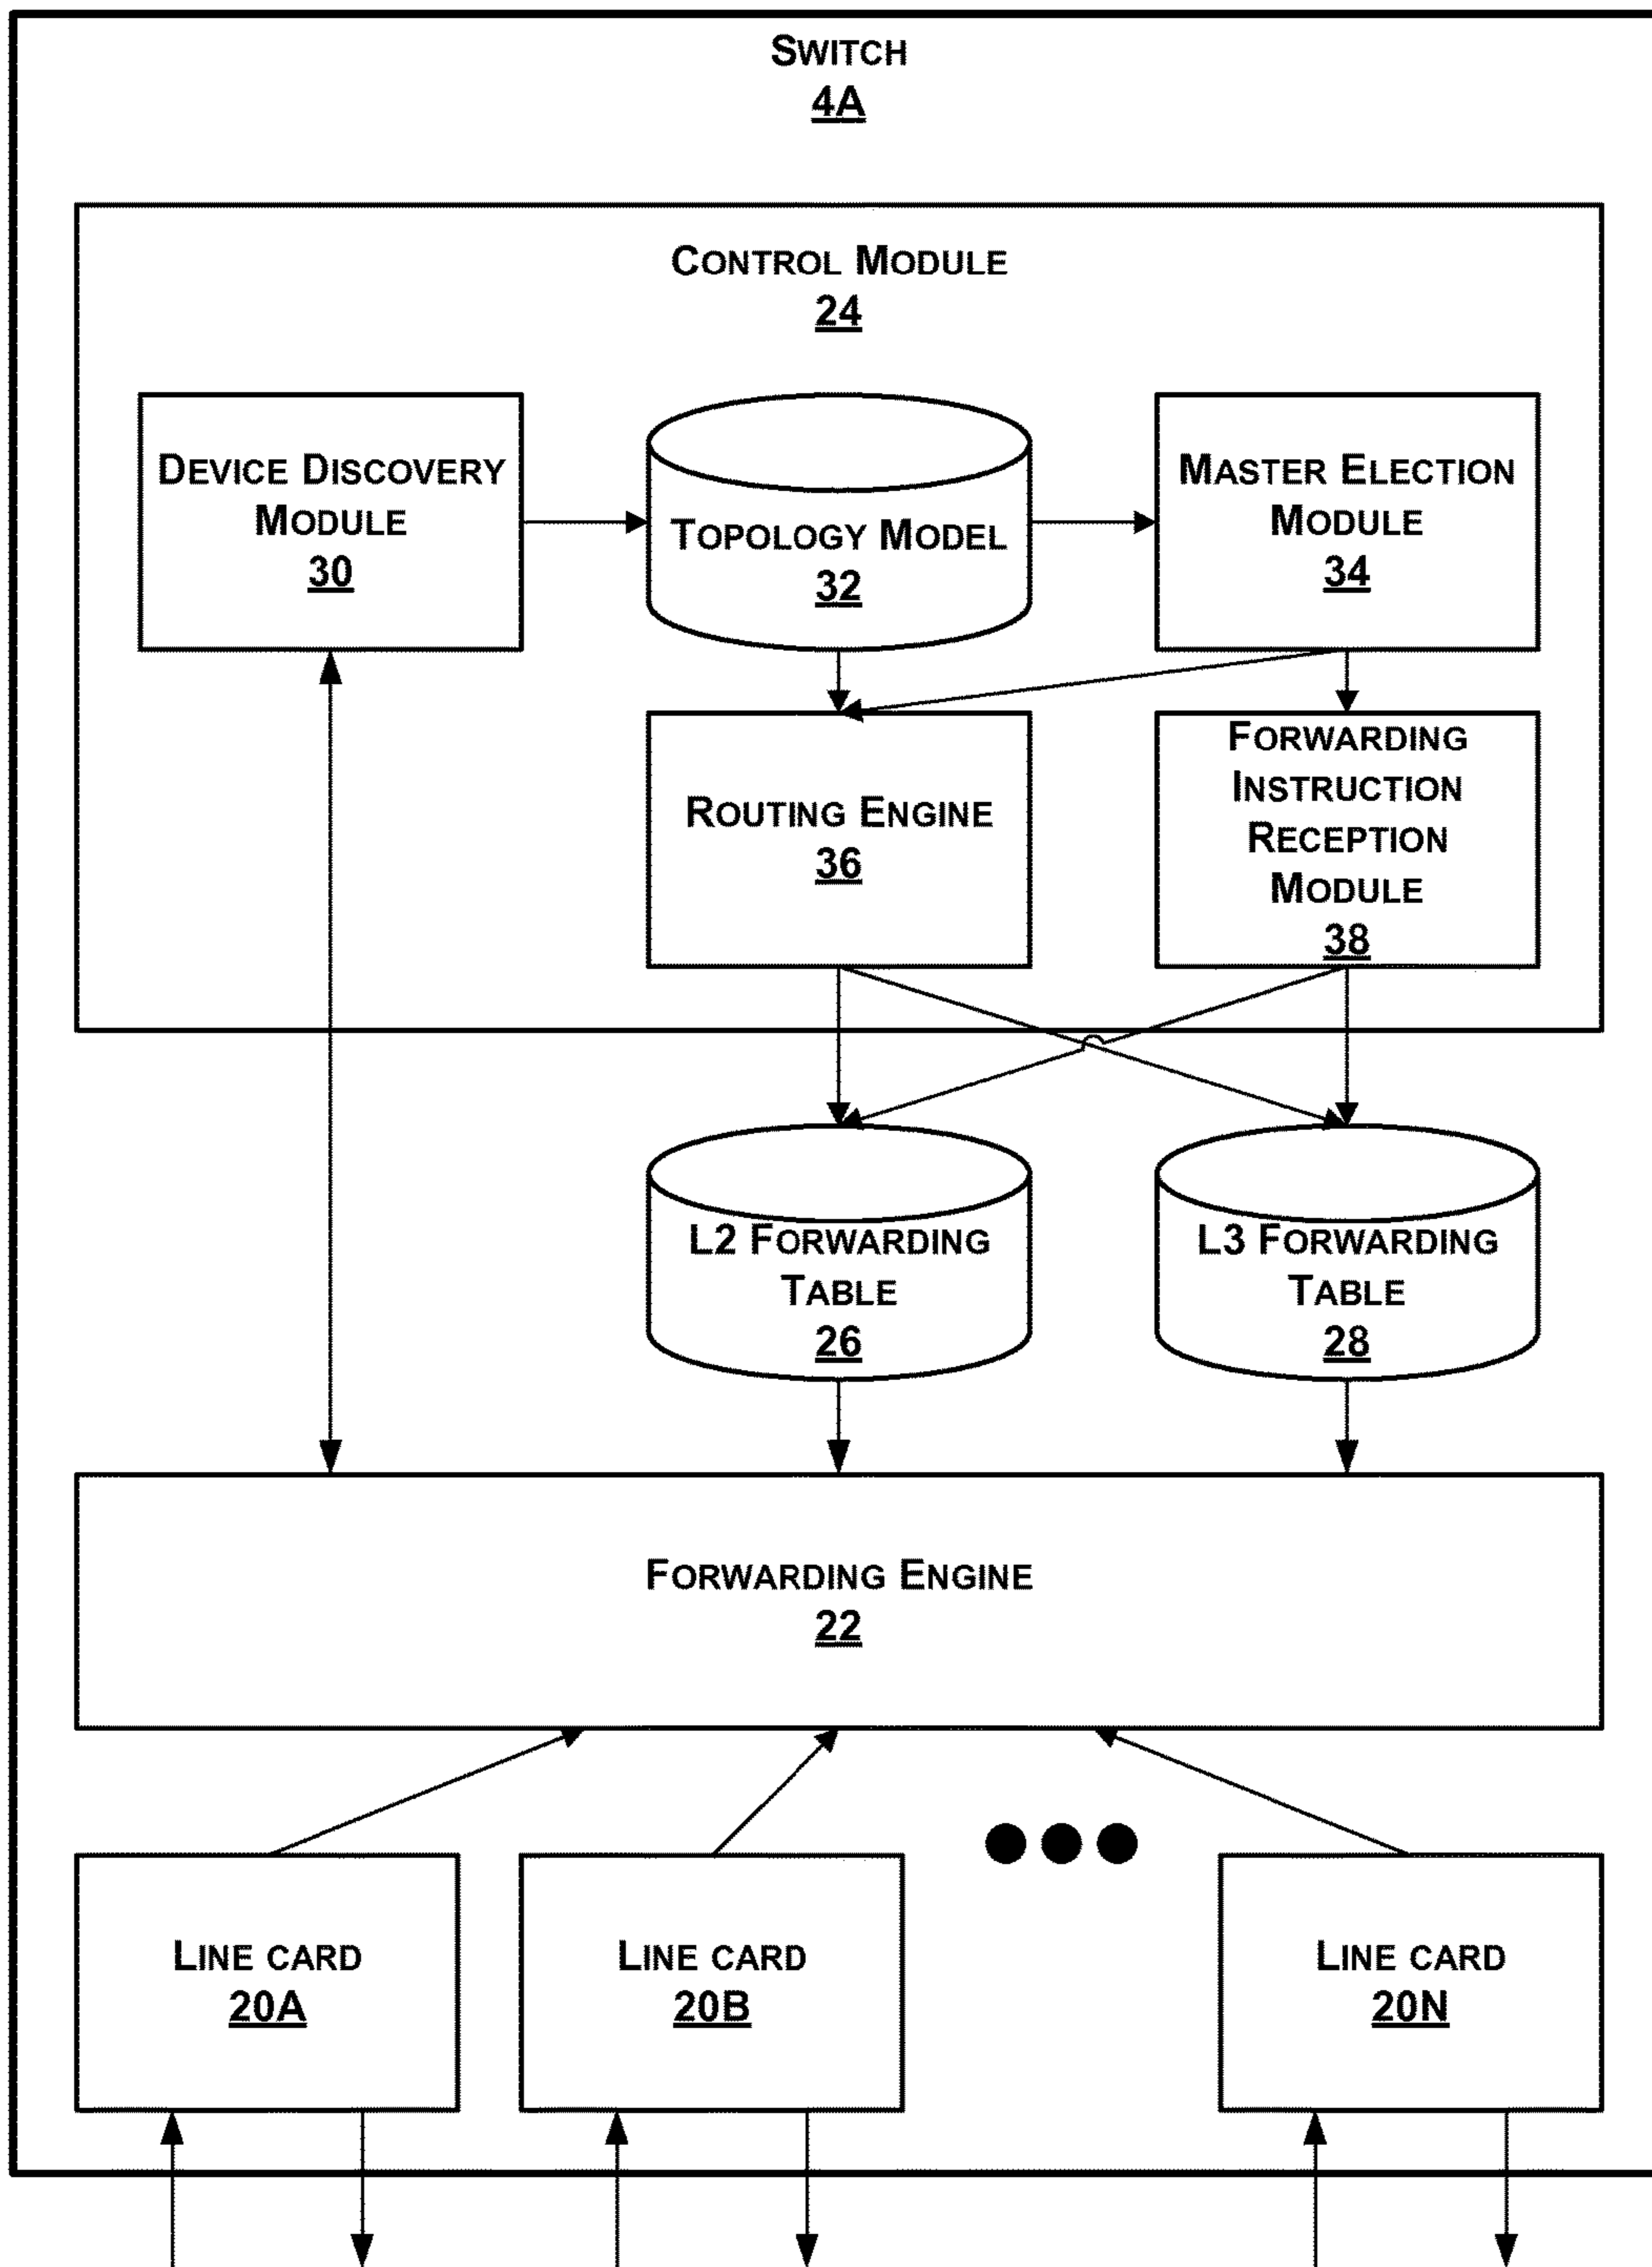 SWITCH
4A
CONTROL MODULE
24
DEVICE DISCOVERY
MODULE
30
TOPOLOGY MODEL
32
MASTER ELECTION
MODULE
34
ROUTING ENGINE
36
FORWARDING
INSTRUCTION
RECEPTION
MODULE
38
L2 FORWARDING
TABLE
26
L3 FORWARDING
TABLE
28
FORWARDING ENGINE
22
LINE CARD
20A
LINE CARD
20B
LINE CARD
20N